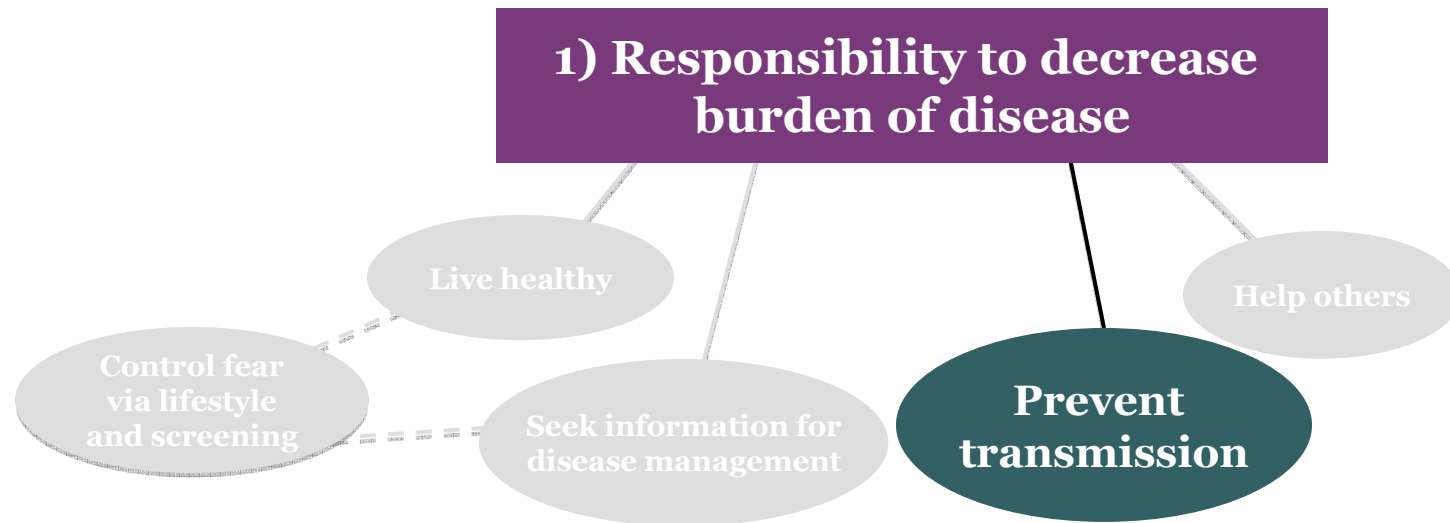 1) Responsibility to decrease
burden of disease
Live healthy
Help others
Control fear
via lifestyle
and screening
Seek information for
disease management
Prevent
transmission